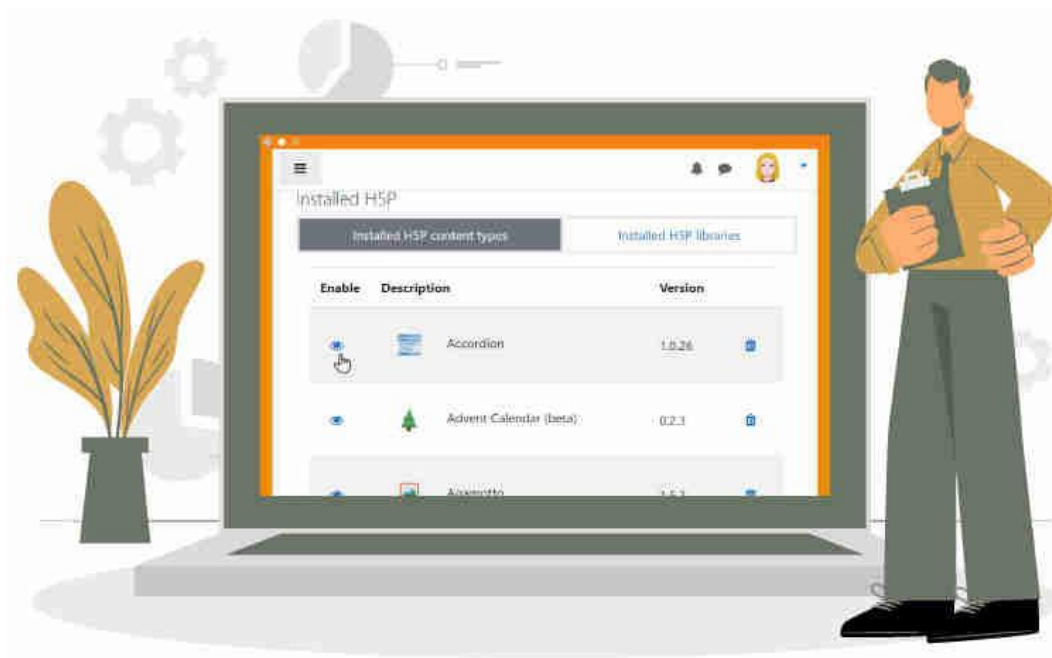 Installed H5P
Installed H5P content types Installed H5P libraries
Enable Description Version
Accordion 1.0.26
Advent Calendar (beta) 0.2.3